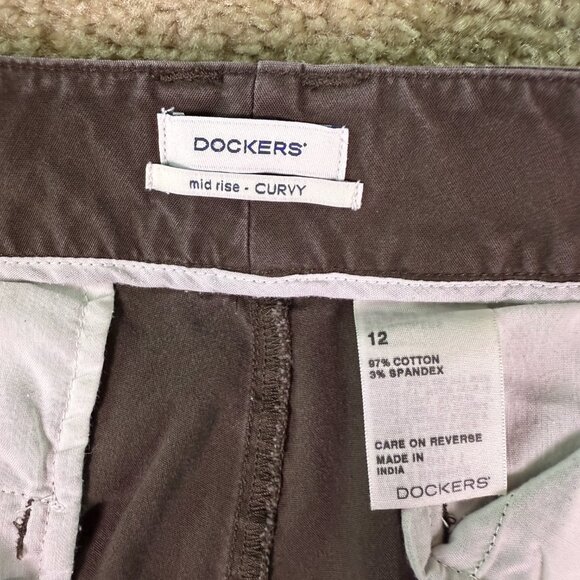 DOCKERS®
mid rise - CURVY
12
97% COTTON
3% SPANDEX
CARE ON REVERSE
MADE IN
INDIA
DOCKERS®